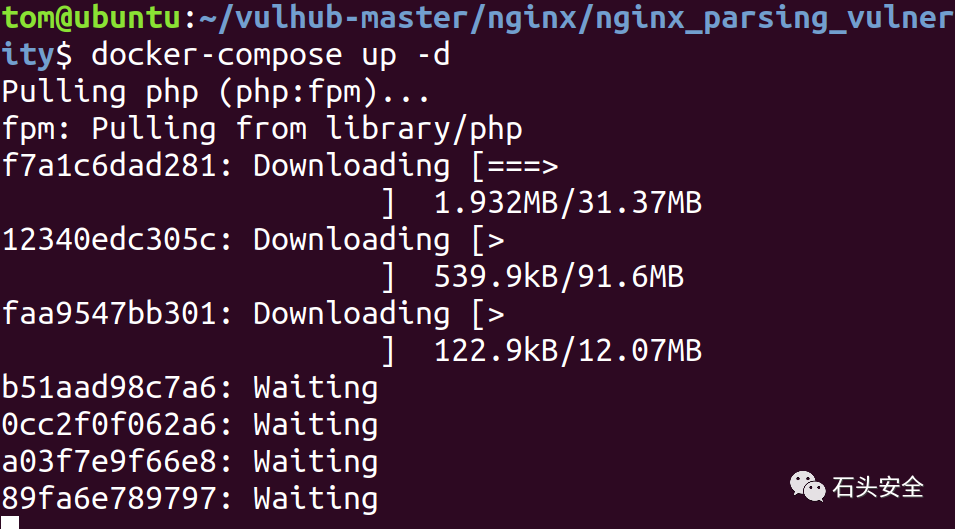 tom@ubuntu:~/vulhub-master/nginx/nginx_parsing_vulner
ity$ docker-compose up -d
Pulling php (php:fpm)...
fpm: Pulling from library/php
f7a1c6dad281: Downloading [===>
] 1.932MB/31.37MB
12340edc305c: Downloading [>
] 539.9kB/91.6MB
faa9547bb301: Downloading [>
] 122.9kB/12.07MB
b51aad98c7a6: Waiting
0cc2f0f062a6: Waiting
a03f7e9f66e8: Waiting
89fa6e789797: Waiting
石头安全